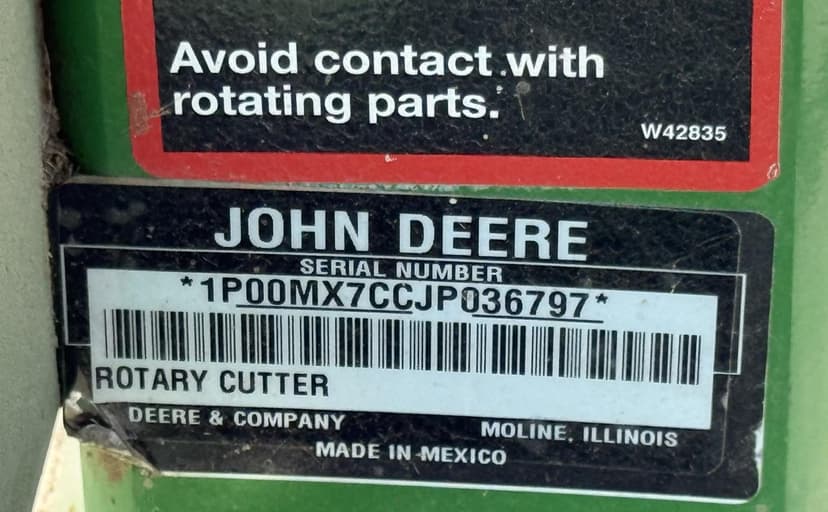 Avoid contact with
rotating parts.
W42835
JOHN DEERE
SERIAL NUMBER
*1P00MX7CCJP036797*
ROTARY CUTTER
DEERE & COMPANY MOLINE, ILLINOIS
MADE IN MEXICO